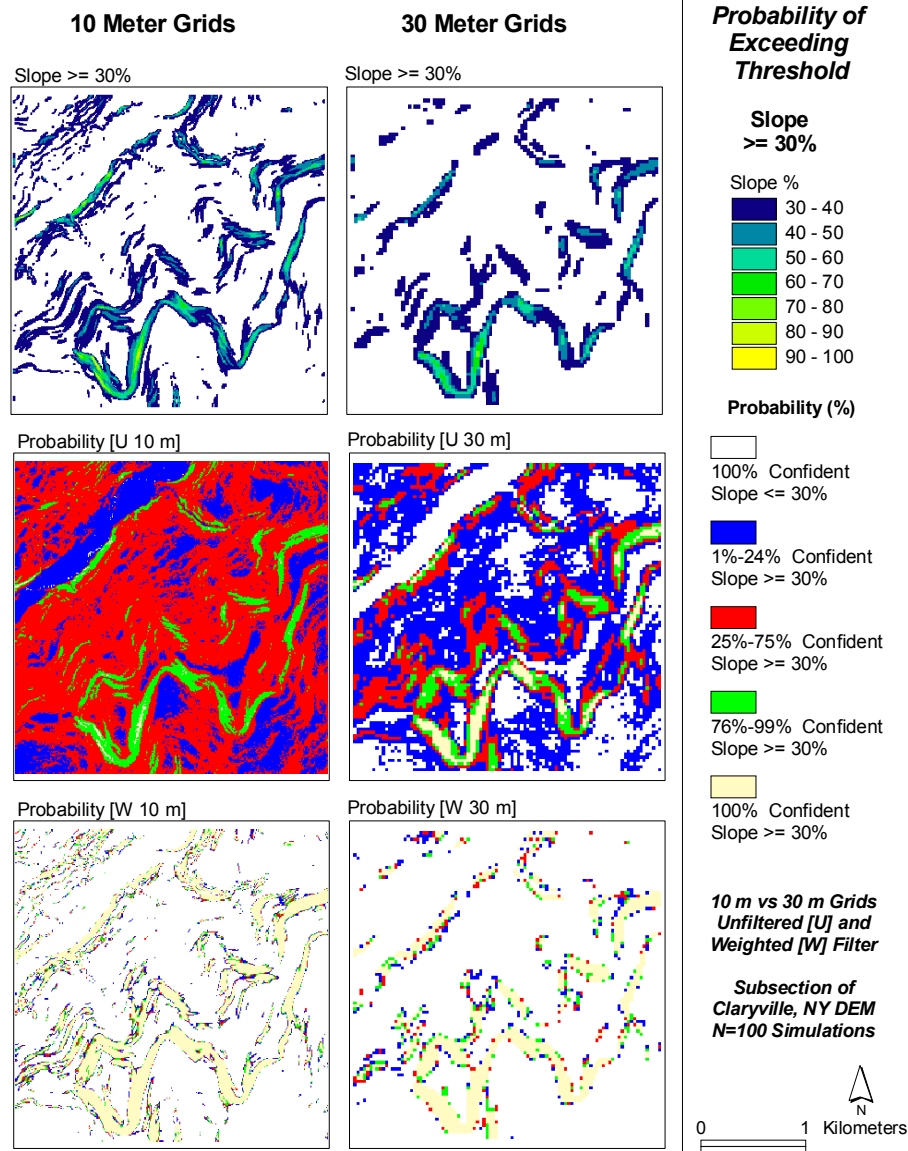 10 Meter Grids
30 Meter Grids
Slope >= 30%
Slope >= 30%
Probability [U 10 m]
Probability [U 30 m]
Probability [W 10 m]
Probability [W 30 m]
Probability of
Exceeding
Threshold
Slope
>= 30%
Slope %
30 - 40
40 - 50
50 - 60
60 - 70
70 - 80
80 - 90
90 - 100
Probability (%)
100% Confident
Slope <= 30%
1%-24% Confident
Slope >= 30%
25%-75% Confident
Slope >= 30%
76%-99% Confident
Slope >= 30%
100% Confident
Slope >= 30%
10 m vs 30 m Grids
Unfiltered [U] and
Weighted [W] Filter
Subsection of
Claryville, NY DEM
N=100 Simulations
N
0 1 Kilometers